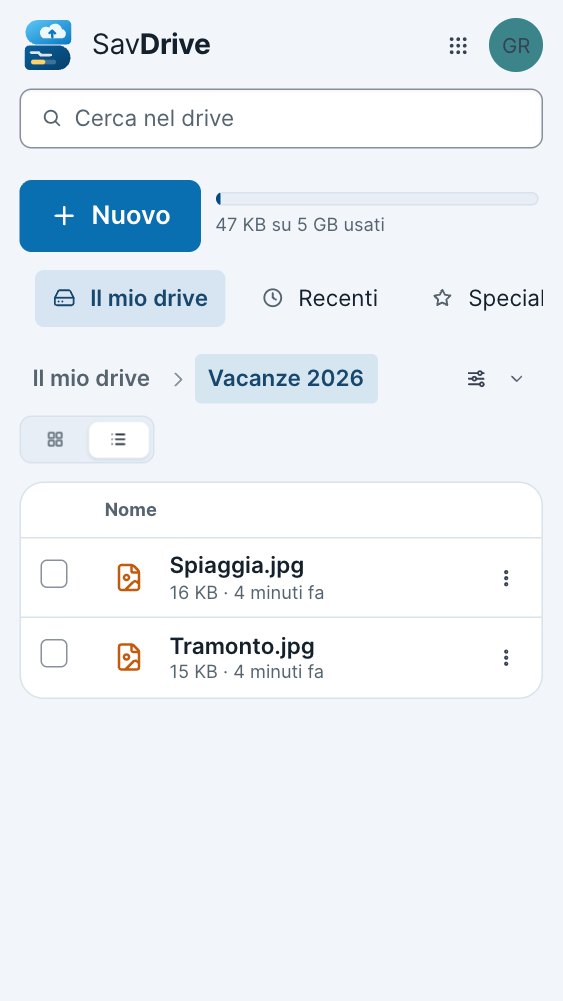 SavDrive
GR
Cerca nel drive
Nuovo
47 KB su 5 GB usati
Il mio drive
Recenti
Special
Il mio drive
Vacanze 2026
Nome
Spiaggia.jpg
16 KB · 4 minuti fa
Tramonto.jpg
15 KB · 4 minuti fa